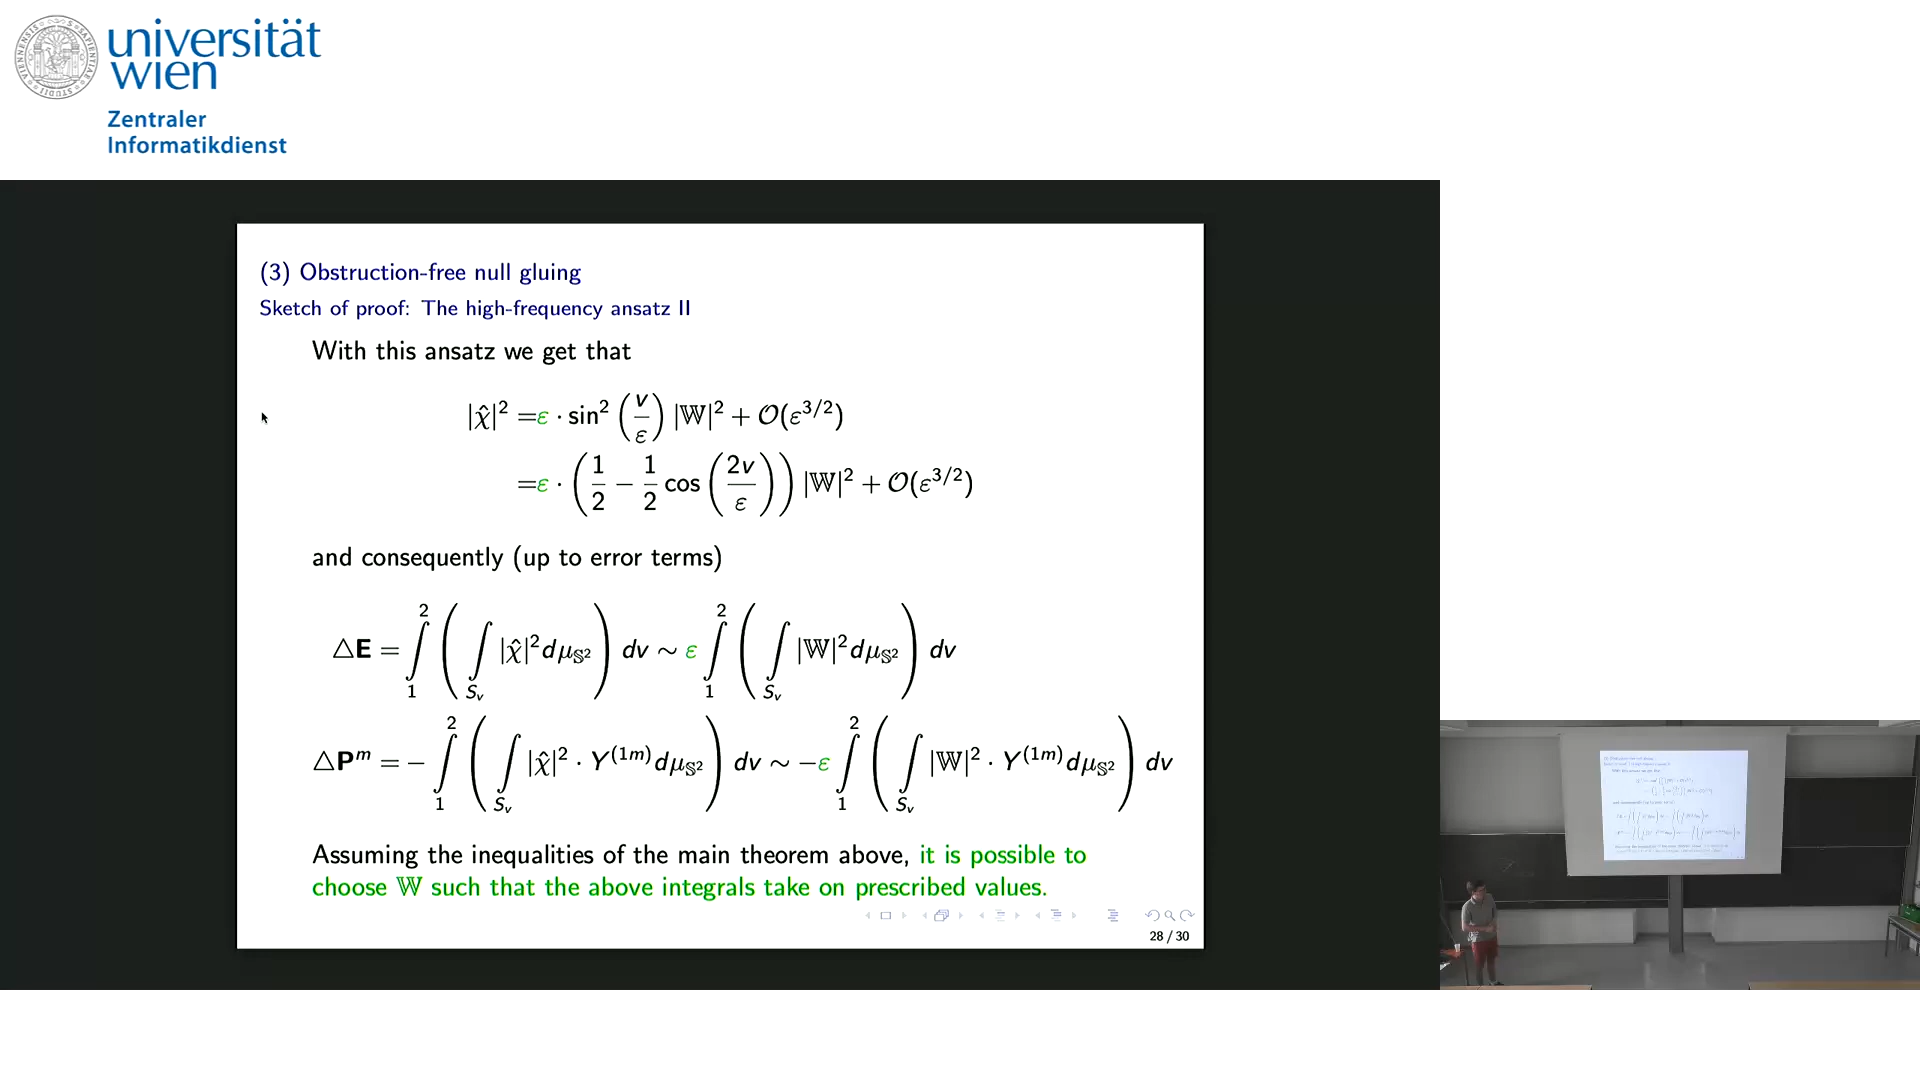 universität
wien
Zentraler
Informatikdienst
(3) Obstruction-free null gluing
Sketch of proof: The high-frequency ansatz II
With this ansatz we get that
|χ̂|² = ε · sin² (v/ε) |𝕎|² + 𝒪(ε^{3/2})
= ε · (1/2 − 1/2 cos (2v/ε)) |𝕎|² + 𝒪(ε^{3/2})
and consequently (up to error terms)
△E = ∫_1^2 ( ∫_{S_v} |χ̂|² dμ_{𝕊²} ) dv ∼ ε ∫_1^2 ( ∫_{S_v} |𝕎|² dμ_{𝕊²} ) dv
△P^m = − ∫_1^2 ( ∫_{S_v} |χ̂|² · Y^{(1m)} dμ_{𝕊²} ) dv ∼ −ε ∫_1^2 ( ∫_{S_v} |𝕎|² · Y^{(1m)} dμ_{𝕊²} ) dv
Assuming the inequalities of the main theorem above, it is possible to
choose 𝕎 such that the above integrals take on prescribed values.
28 / 30